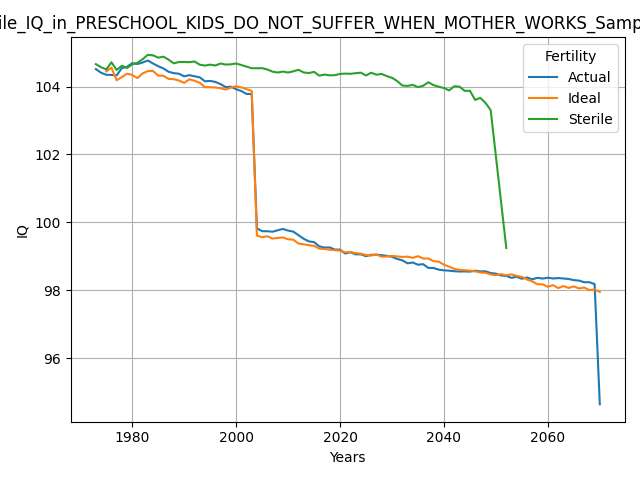 ile_IQ_in_PRESCHOOL_KIDS_DO_NOT_SUFFER_WHEN_MOTHER_WORKS_Samp
Fertility
Actual
Ideal
Sterile
104
102
100
98
96
IQ
1980 2000 2020 2040 2060
Years